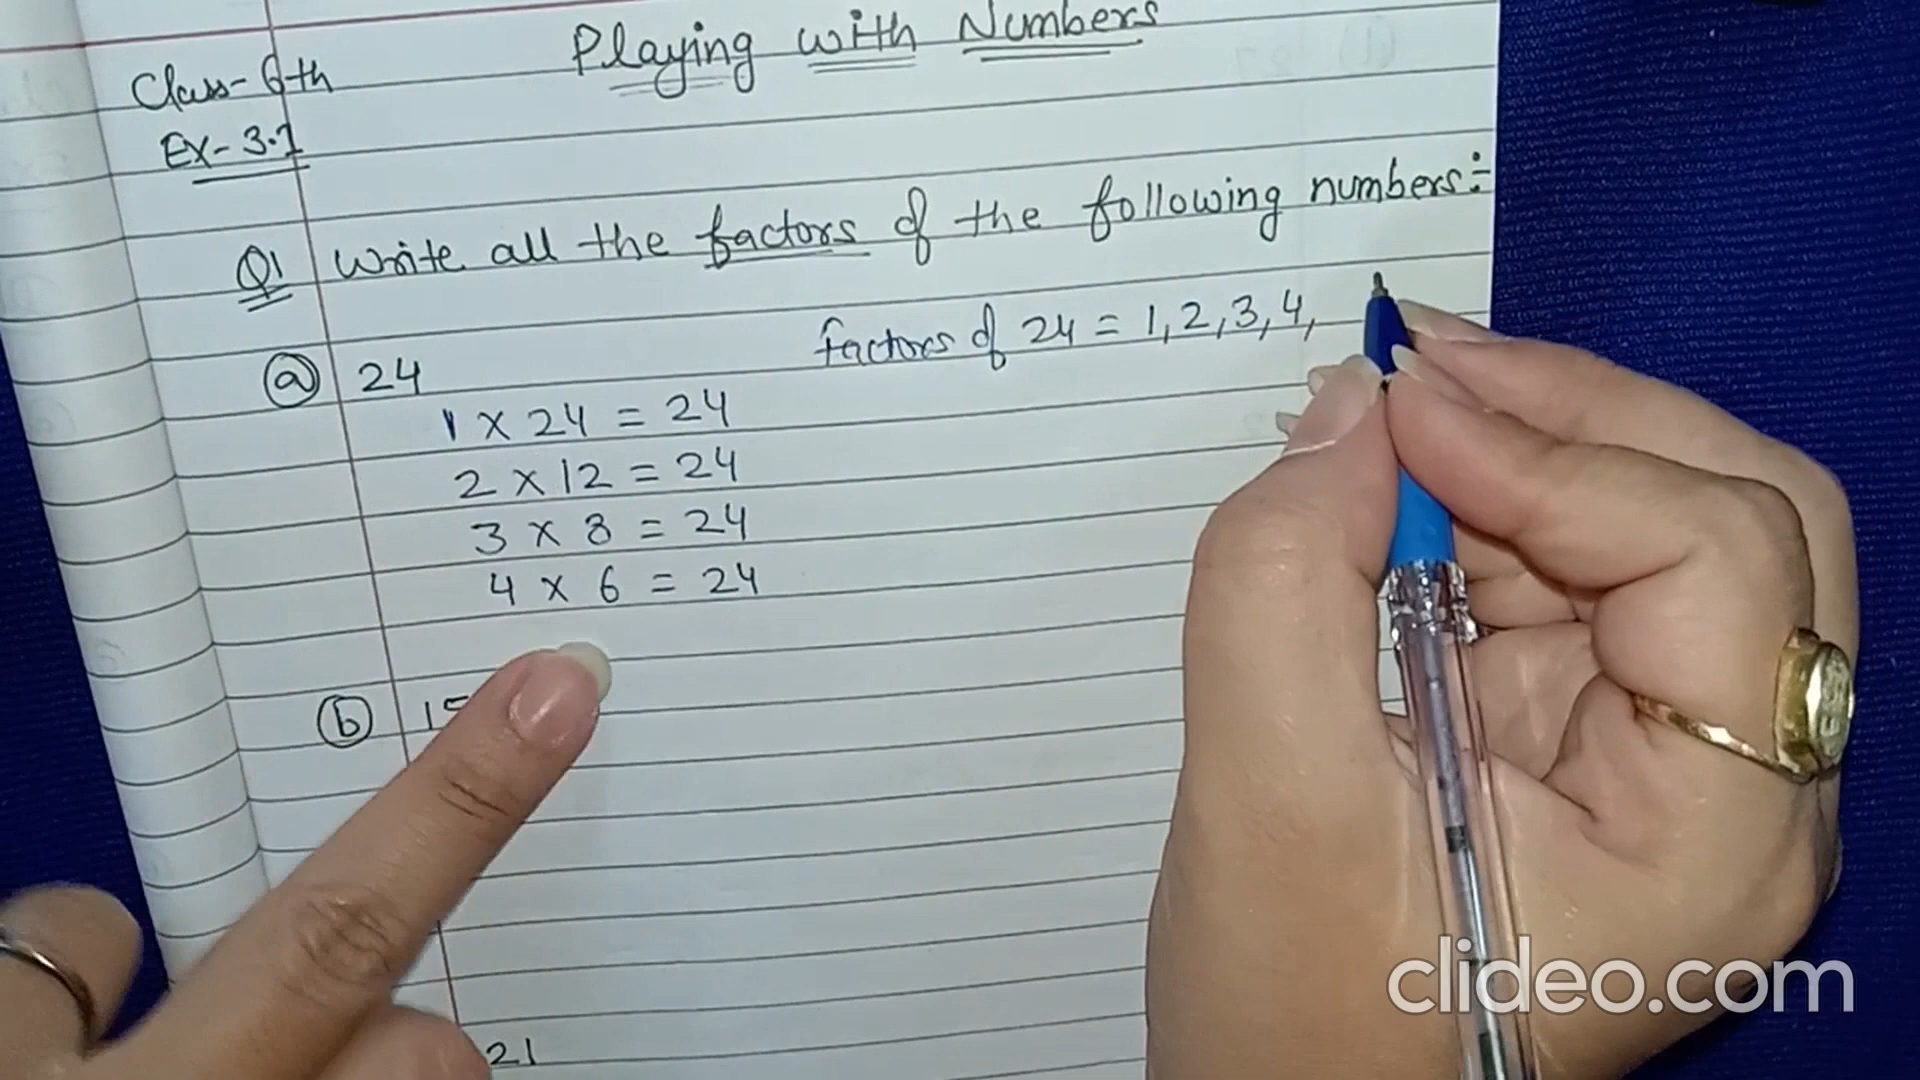 Playing with Numbers
Class- 6th
Ex- 3.1
Q1 Write all the factors of the following numbers:-
factors of 24 = 1, 2, 3, 4,
(a) 24
1 × 24 = 24
2 × 12 = 24
3 × 8 = 24
4 × 6 = 24
(b)
21
clideo.com